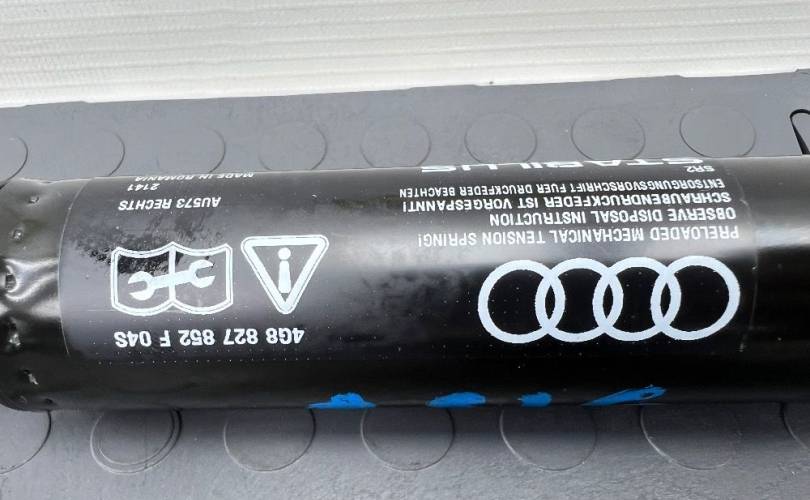 4G8 827 852 F 04S
PRELOADED MECHANICAL TENSION SPRING!
OBSERVE DISPOSAL INSTRUCTION
SCHRAUBENDRUCKFEDER IST VORGESPANNT!
ENTSORGUNGSVORSCHRIFT FUER DRUCKFEDER BEACHTEN
SR2
STABILUS
AU573 RECHTS
2141
MADE IN ROMANIA